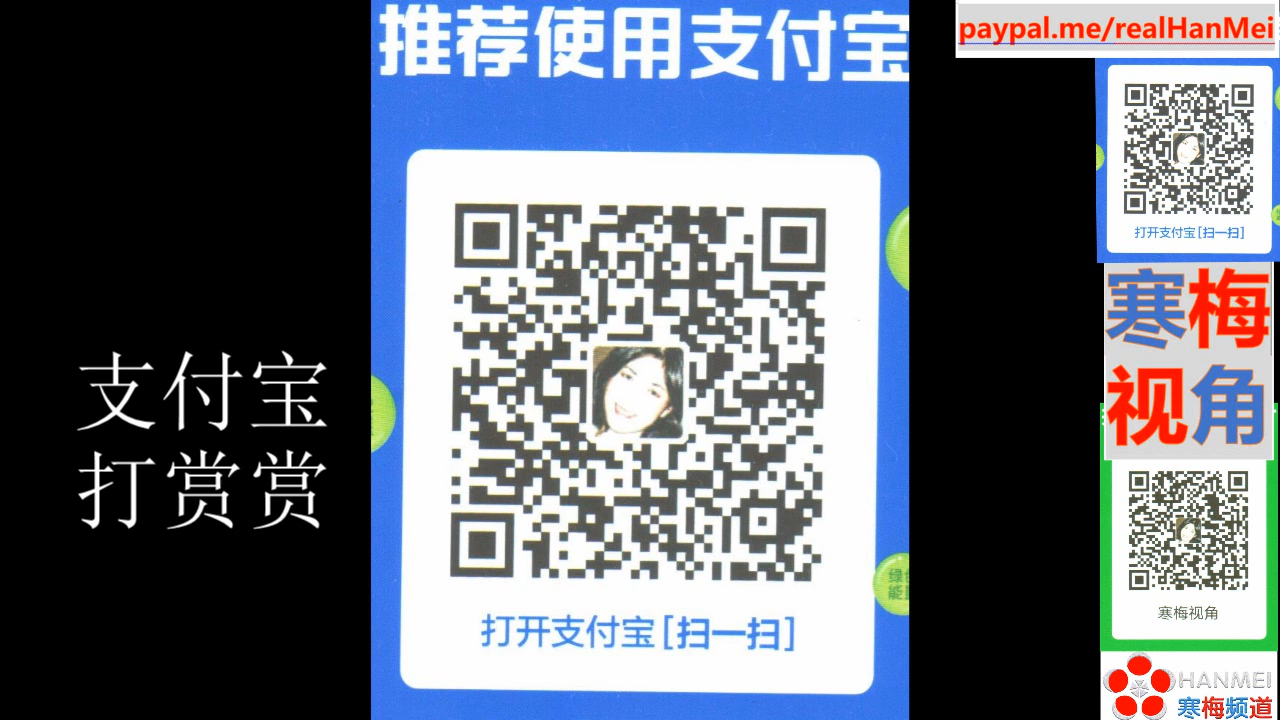 推荐使用支付宝
支付宝
打赏赏
打开支付宝[扫一扫]
绿
能
paypal.me/realHanMei
打开支付宝[扫一扫]
寒梅
视角
寒梅视角
HANMEI
寒梅频道